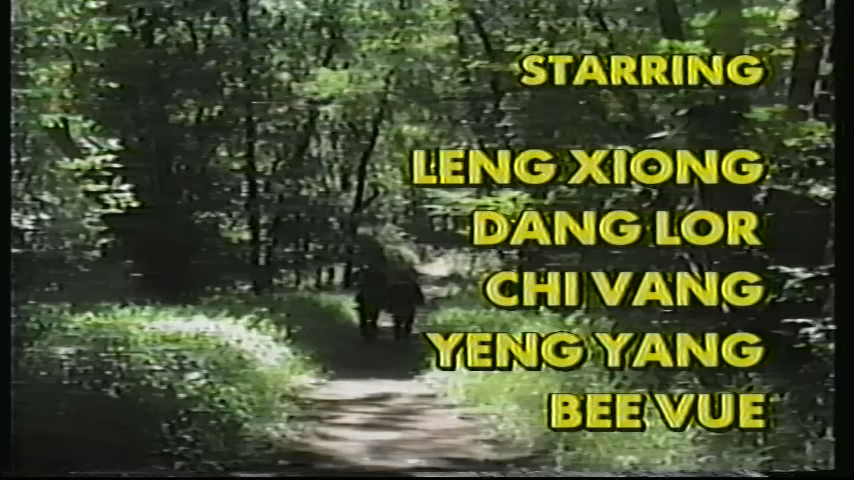 STARRING
LENG XIONG
DANG LOR
CHI VANG
YENG YANG
BEE VUE